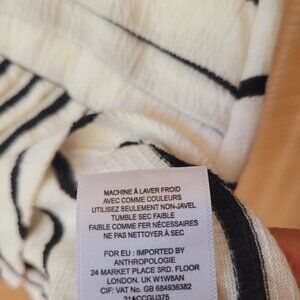 MACHINE À LAVER FROID
AVEC COMME COULEURS
UTILISEZ SEULEMENT NON-JAVEL
TUMBLE SEC FAIBLE
FAIBLE COMME FER NÉCESSAIRES
NE PAS NETTOYER À SEC
FOR EU : IMPORTED BY
ANTHROPOLOGIE
24 MARKET PLACE 3RD. FLOOR
LONDON. UK W1W8AN
CIF: VAT No. GB 684936382
21ACCGU375